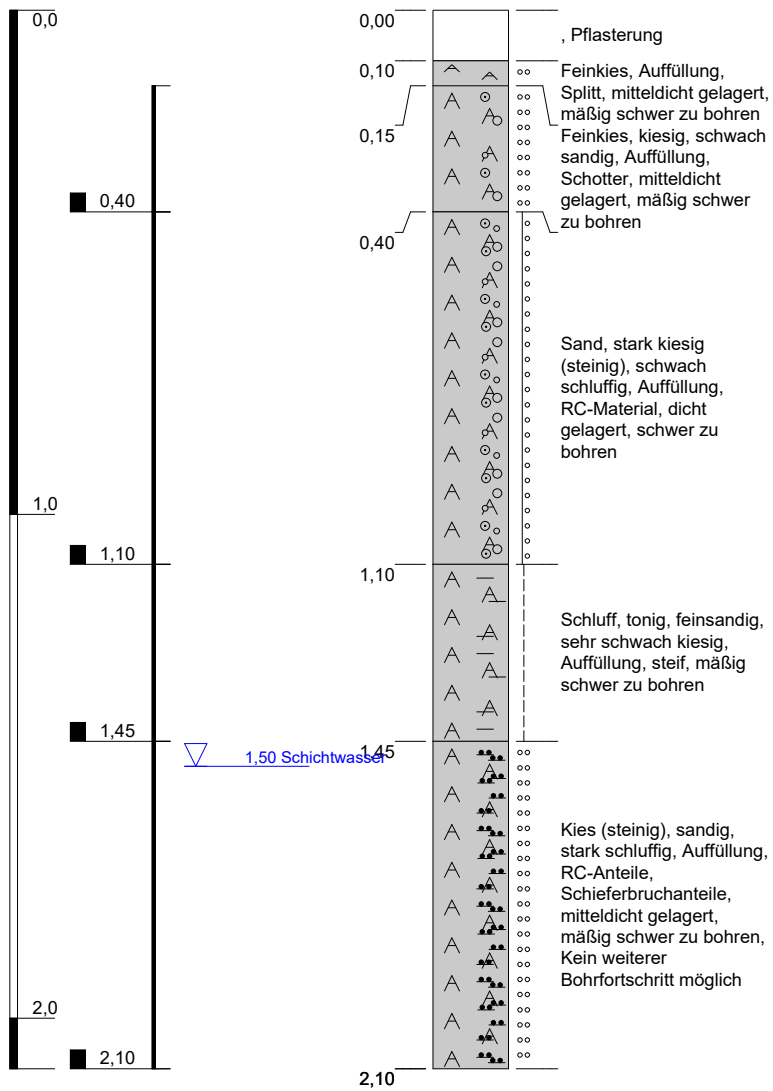 0,0
0,00
, Pflasterung
0,10
Feinkies, Auffüllung,
Splitt, mitteldicht gelagert,
mäßig schwer zu bohren
0,15
Feinkies, kiesig, schwach
sandig, Auffüllung,
Schotter, mitteldicht
gelagert, mäßig schwer
zu bohren
0,40
0,40
Sand, stark kiesig
(steinig), schwach
schluffig, Auffüllung,
RC-Material, dicht
gelagert, schwer zu
bohren
1,0
1,10
1,10
Schluff, tonig, feinsandig,
sehr schwach kiesig,
Auffüllung, steif, mäßig
schwer zu bohren
1,45
1,45
1,50 Schichtwasser
Kies (steinig), sandig,
stark schluffig, Auffüllung,
RC-Anteile,
Schieferbruchanteile,
mitteldicht gelagert,
mäßig schwer zu bohren,
Kein weiterer
Bohrfortschritt möglich
2,0
2,10
2,10